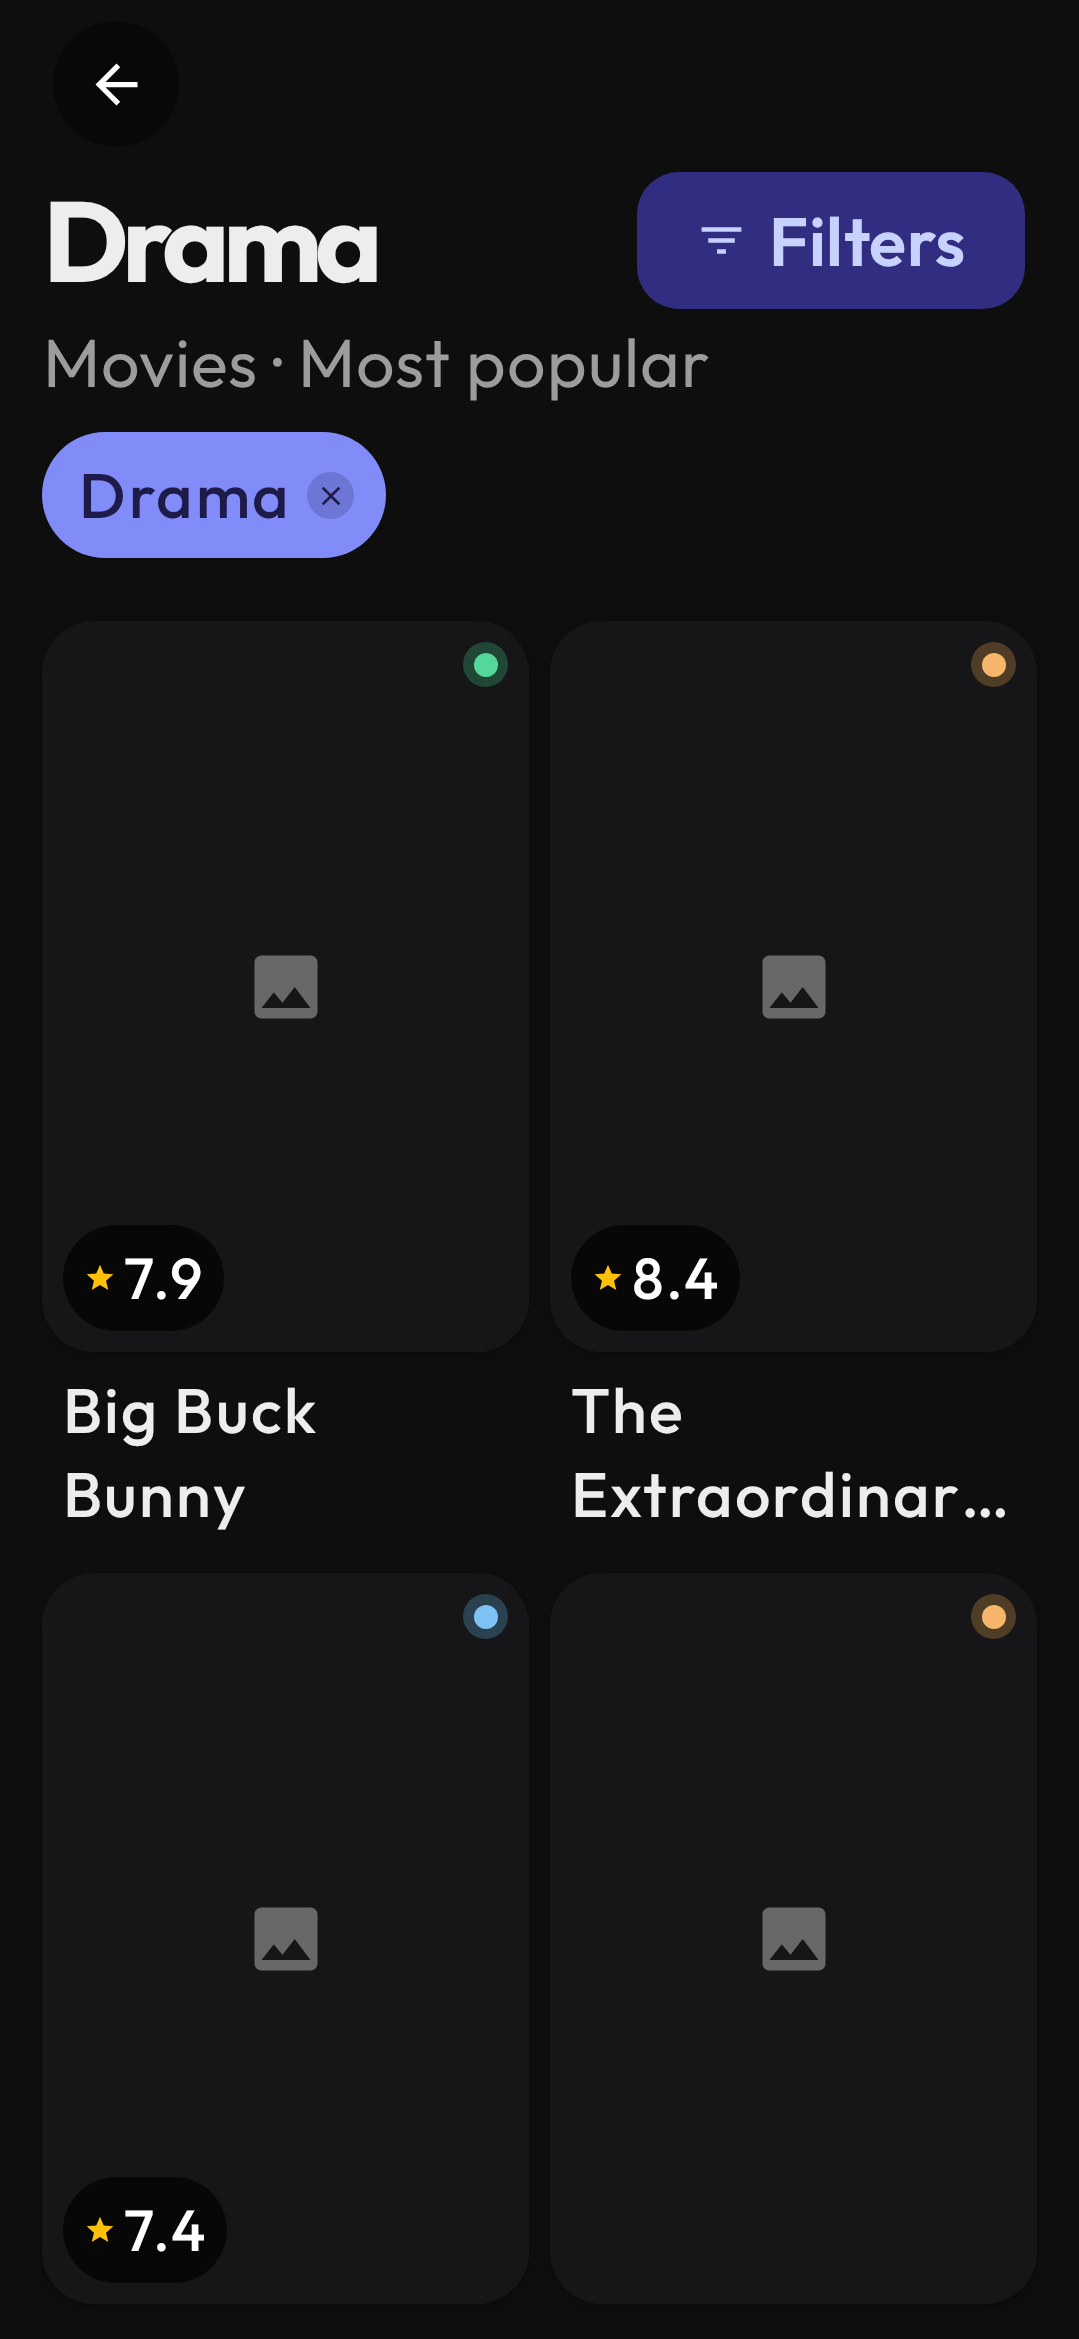 Drama
Filters
Movies · Most popular
Drama
7.9
8.4
Big Buck
Bunny
The
Extraordinar...
7.4